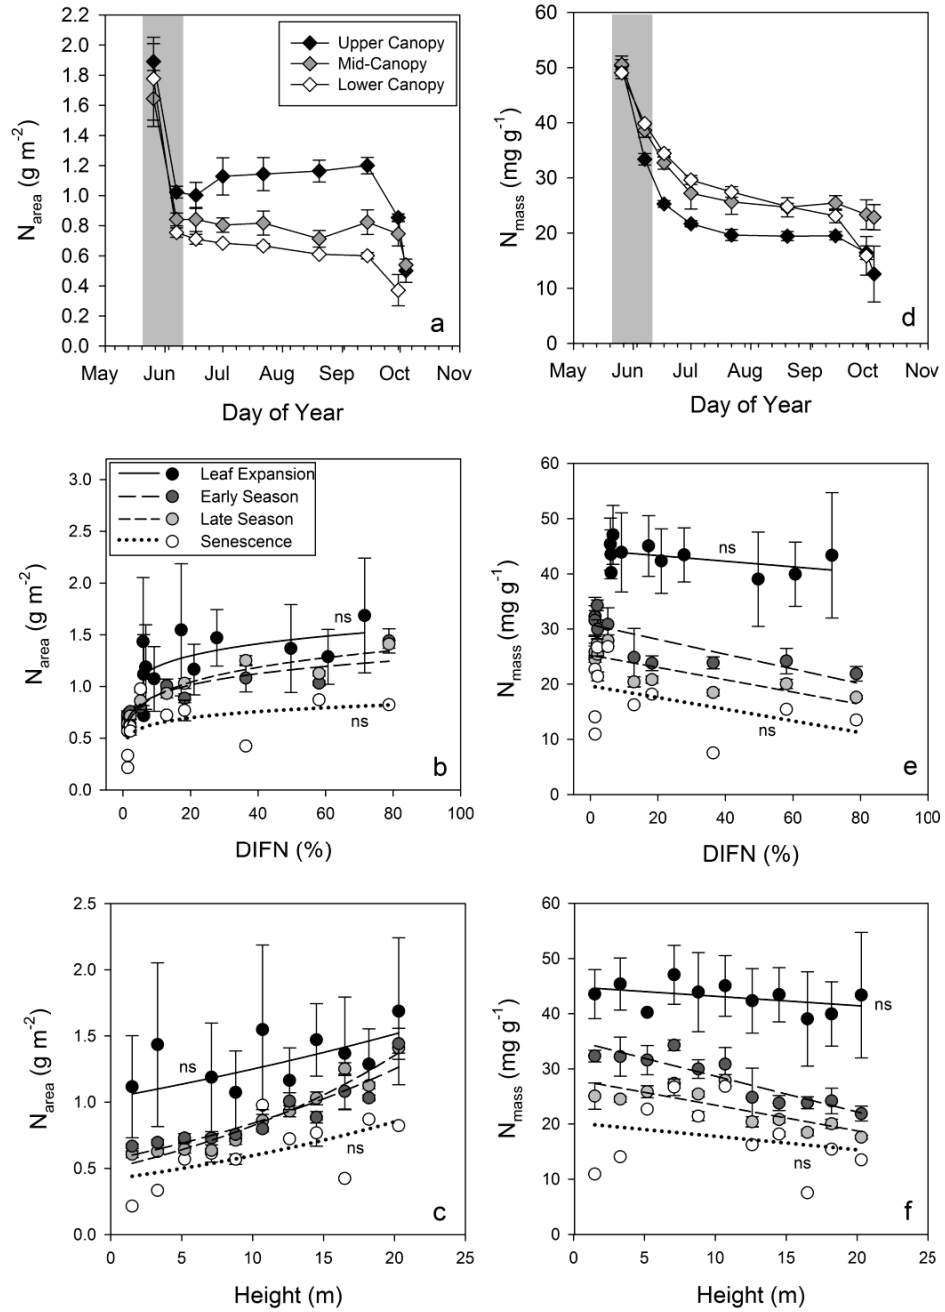 2.2
2.0
1.8
1.6
1.4
1.2
1.0
0.8
0.6
0.4
0.2
0.0
N_area (g m⁻²)
Upper Canopy
Mid-Canopy
Lower Canopy
a
May Jun Jul Aug Sep Oct Nov
Day of Year
60
50
40
30
20
10
0
N_mass (mg g⁻¹)
d
May Jun Jul Aug Sep Oct Nov
Day of Year
3.0
2.5
2.0
1.5
1.0
0.5
0.0
N_area (g m⁻²)
Leaf Expansion
Early Season
Late Season
Senescence
ns
ns
b
0 20 40 60 80 100
DIFN (%)
60
50
40
30
20
10
0
N_mass (mg g⁻¹)
ns
ns
e
0 20 40 60 80 100
DIFN (%)
2.5
2.0
1.5
1.0
0.5
0.0
N_area (g m⁻²)
ns
ns
c
0 5 10 15 20 25
Height (m)
60
50
40
30
20
10
0
N_mass (mg g⁻¹)
ns
ns
f
0 5 10 15 20 25
Height (m)